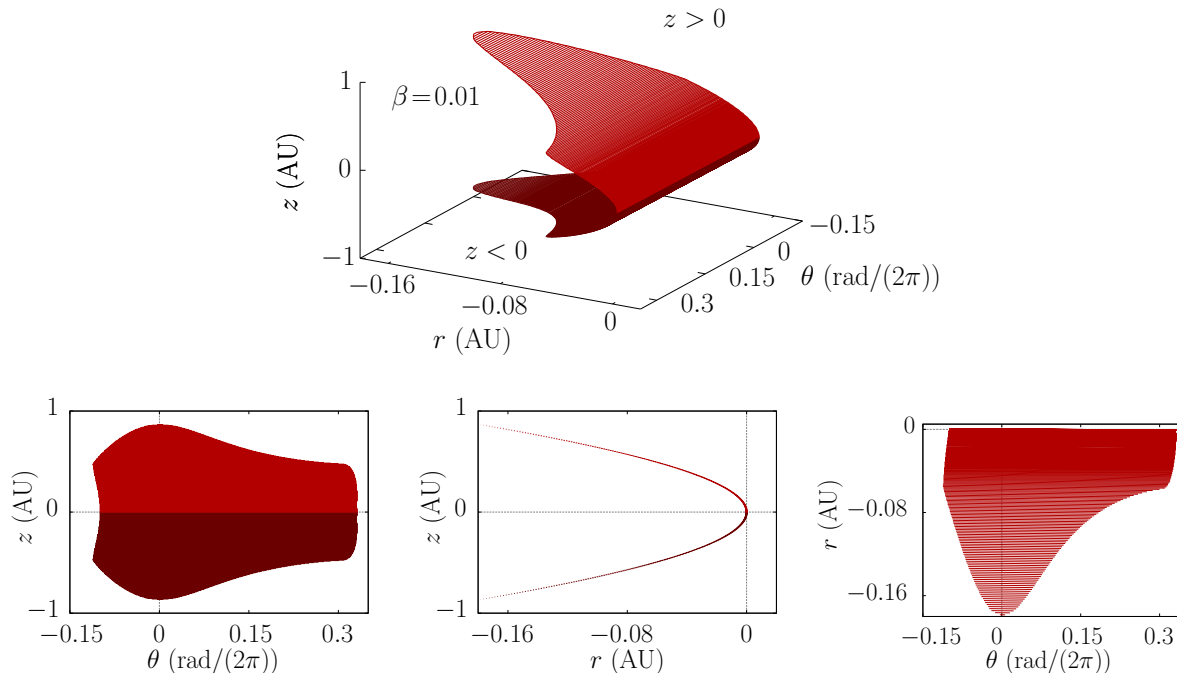 z > 0
β=0.01
1
0
−1
z (AU)
z < 0
−0.16
−0.08
0
r (AU)
−0.15
0
0.15
0.3
θ (rad/(2π))
1
0
−1
z (AU)
−0.15
0
0.15
0.3
θ (rad/(2π))
1
0
−1
z (AU)
−0.16
−0.08
0
r (AU)
0
−0.08
−0.16
r (AU)
−0.15
0
0.15
0.3
θ (rad/(2π))